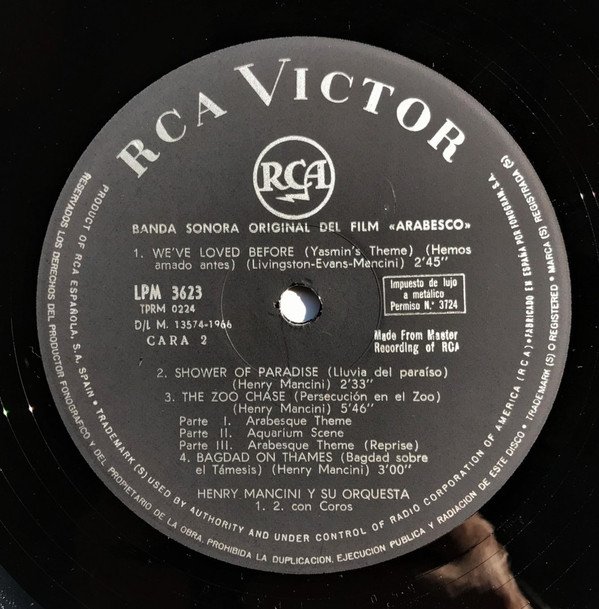 RCA VICTOR
RCA
BANDA SONORA ORIGINAL DEL FILM «ARABESCO»
1. WE'VE LOVED BEFORE (Yasmin's Theme) (Hemos
amado antes) (Livingston-Evans-Mancini) 2'45"
LPM 3623
TPRM 0224
D/L M. 13574-1966
CARA 2
Impuesto de lujo
a metálico
Permiso N.º 3724
Made From Master
Recording of RCA
2. SHOWER OF PARADISE (Lluvia del paraíso)
(Henry Mancini) 2'33"
3. THE ZOO CHASE (Persecución en el Zoo)
(Henry Mancini) 5'46"
Parte I. Arabesque Theme
Parte II. Aquarium Scene
Parte III. Arabesque Theme (Reprise)
4. BAGDAD ON THAMES (Bagdad sobre
el Támesis) (Henry Mancini) 3'00"
HENRY MANCINI Y SU ORQUESTA
1. 2. con Coros
PRODUCT OF RCA ESPAÑOLA, S. A. SPAIN • TRADEMARK (S) USED BY AUTHORITY AND UNDER CONTROL OF RADIO CORPORATION OF AMERICA (RCA) • FABRICADO EN ESPAÑA POR FONOGRAM, S.A.
RESERVADOS LOS DERECHOS DEL PRODUCTOR FONOGRAFICO Y DEL PROPIETARIO DE LA OBRA, PROHIBIDA LA DUPLICACION, EJECUCION PUBLICA Y RADIACION DE ESTE DISCO • TRADEMARK (S) REGISTERED • MARCA (S) REGISTRADA (S)